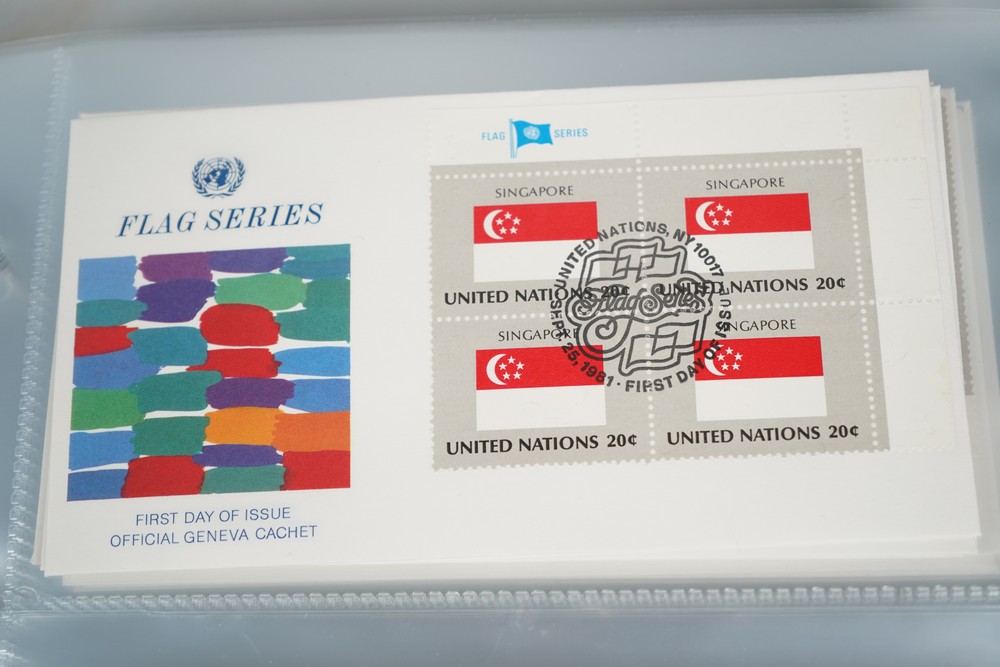 FLAG SERIES
FLAG SERIES
SINGAPORE
SINGAPORE
UNITED NATIONS 20¢
UNITED NATIONS 20¢
SINGAPORE
SINGAPORE
UNITED NATIONS 20¢
UNITED NATIONS 20¢
UNITED NATIONS, NY 10017
Flag Series
SEPT. 25, 1981 · FIRST DAY OF ISSUE
FIRST DAY OF ISSUE
OFFICIAL GENEVA CACHET